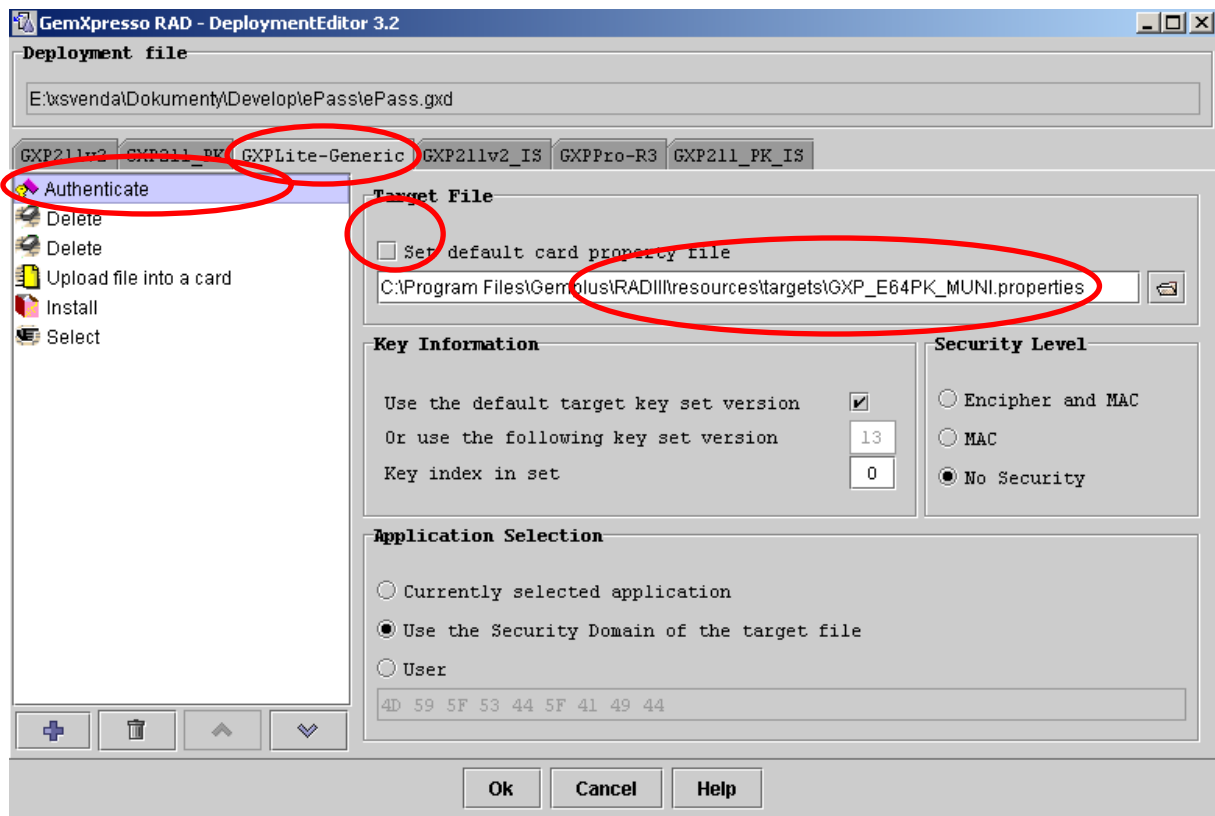 GemXpresso RAD - DeploymentEditor 3.2
Deployment file
E:\xsvenda\Dokumenty\Develop\ePass\ePass.gxd
GXP211v2 GXP211_PK GXPLite-Generic GXP211v2_IS GXPPro-R3 GXP211_PK_IS
Authenticate
Delete
Delete
Upload file into a card
Install
Select
Target File
Set default card property file
C:\Program Files\Gemplus\RADIII\resources\targets\GXP_E64PK_MUNI.properties
Key Information
Use the default target key set version
Or use the following key set version 13
Key index in set 0
Security Level
Encipher and MAC
MAC
No Security
Application Selection
Currently selected application
Use the Security Domain of the target file
User
4D 59 5F 53 44 5F 41 49 44
Ok Cancel Help